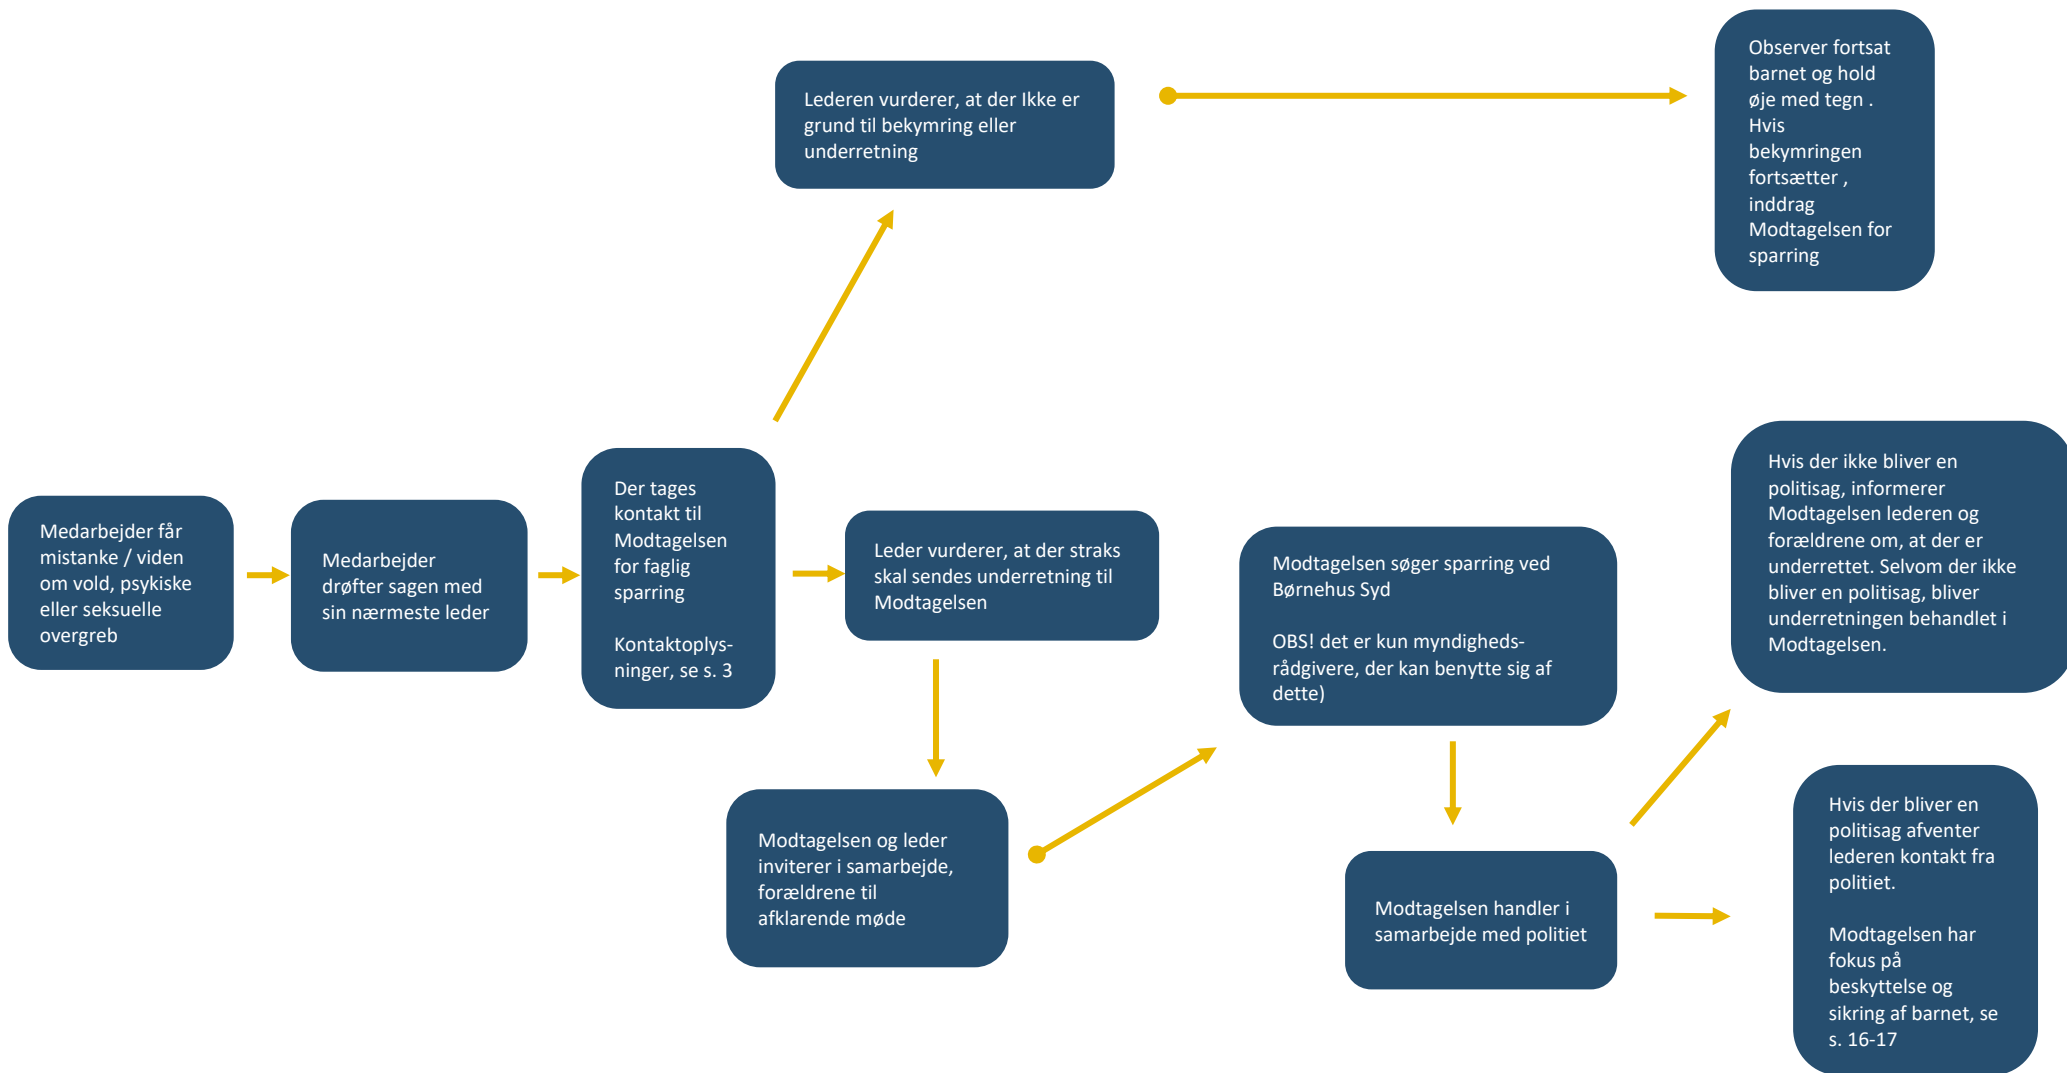 Medarbejder får
mistanke / viden
om vold, psykiske
eller seksuelle
overgreb
Medarbejder
drøfter sagen med
sin nærmeste leder
Der tages
kontakt til
Modtagelsen
for faglig
sparring
Kontaktoplys-
ninger, se s. 3
Lederen vurderer, at der Ikke er
grund til bekymring eller
underretning
Observer fortsat
barnet og hold
øje med tegn .
Hvis
bekymringen
fortsætter ,
inddrag
Modtagelsen for
sparring
Leder vurderer, at der straks
skal sendes underretning til
Modtagelsen
Modtagelsen og leder
inviterer i samarbejde,
forældrene til
afklarende møde
Modtagelsen søger sparring ved
Børnehus Syd
OBS! det er kun myndigheds-
rådgivere, der kan benytte sig af
dette)
Modtagelsen handler i
samarbejde med politiet
Hvis der ikke bliver en
politisag, informerer
Modtagelsen lederen og
forældrene om, at der er
underrettet. Selvom der ikke
bliver en politisag, bliver
underretningen behandlet i
Modtagelsen.
Hvis der bliver en
politisag afventer
lederen kontakt fra
politiet.
Modtagelsen har
fokus på
beskyttelse og
sikring af barnet, se
s. 16-17